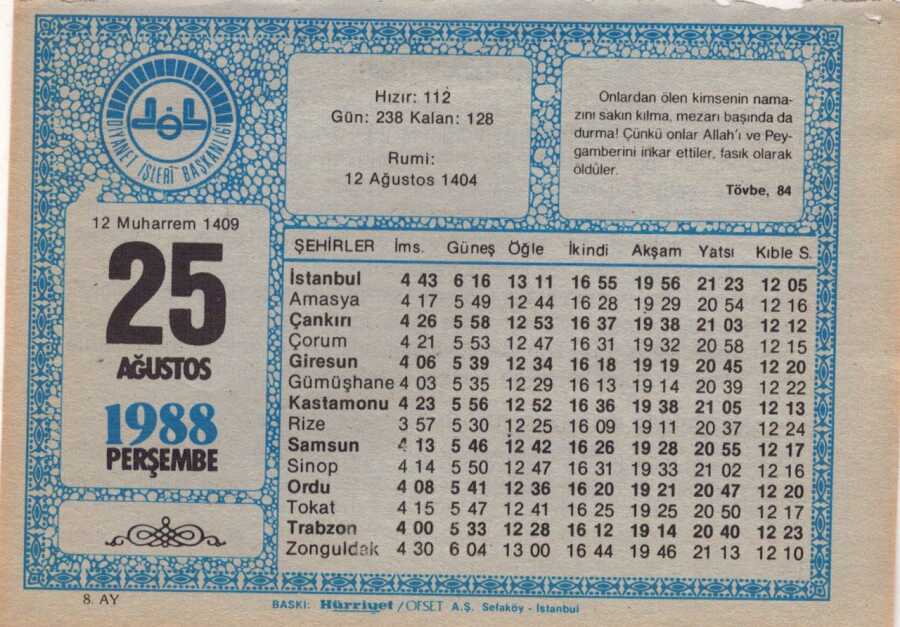 DİYANET İŞLERİ BAŞKANLIĞI
Hızır: 112
Gün: 238 Kalan: 128
Rumi:
12 Ağustos 1404
Onlardan ölen kimsenin nama-
zını sakın kılma, mezarı başında da
durma! Çünkü onlar Allah'ı ve Pey-
gamberini inkar ettiler, fasık olarak
öldüler.
Tövbe, 84
12 Muharrem 1409
25
AĞUSTOS
1988
PERŞEMBE
ŞEHİRLER İms. Güneş Öğle İkindi Akşam Yatsı Kıble S.
İstanbul 4 43 6 16 13 11 16 55 19 56 21 23 12 05
Amasya 4 17 5 49 12 44 16 28 19 29 20 54 12 16
Çankırı 4 26 5 58 12 53 16 37 19 38 21 03 12 12
Çorum 4 21 5 53 12 47 16 31 19 32 20 58 12 15
Giresun 4 06 5 39 12 34 16 18 19 19 20 45 12 20
Gümüşhane 4 03 5 35 12 29 16 13 19 14 20 39 12 22
Kastamonu 4 23 5 56 12 52 16 36 19 38 21 05 12 13
Rize 3 57 5 30 12 25 16 09 19 11 20 37 12 24
Samsun 4 13 5 46 12 42 16 26 19 28 20 55 12 17
Sinop 4 14 5 50 12 47 16 31 19 33 21 02 12 16
Ordu 4 08 5 41 12 36 16 20 19 21 20 47 12 20
Tokat 4 15 5 47 12 41 16 25 19 25 20 50 12 17
Trabzon 4 00 5 33 12 28 16 12 19 14 20 40 12 23
Zonguldak 4 30 6 04 13 00 16 44 19 46 21 13 12 10
8. AY
BASKI: Hürriyet / OFSET A.Ş. Sefaköy - İstanbul